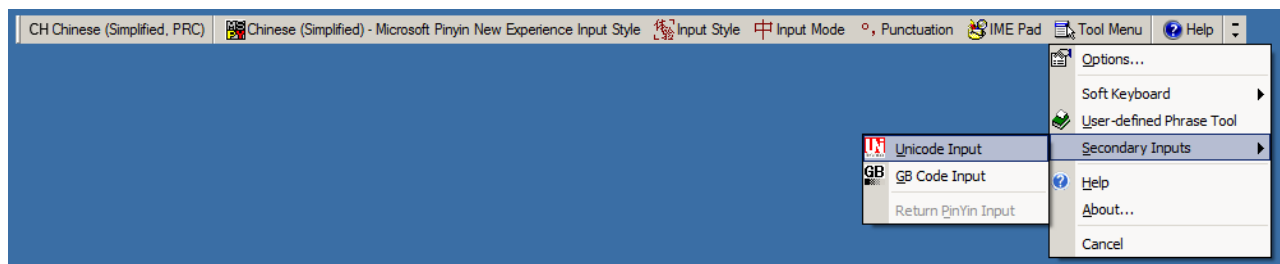 CH Chinese (Simplified, PRC) Chinese (Simplified) - Microsoft Pinyin New Experience Input Style Input Style 中 Input Mode °, Punctuation IME Pad Tool Menu Help
Options...
Soft Keyboard
User-defined Phrase Tool
Secondary Inputs
Unicode Input
GB GB Code Input
Return PinYin Input
Help
About...
Cancel